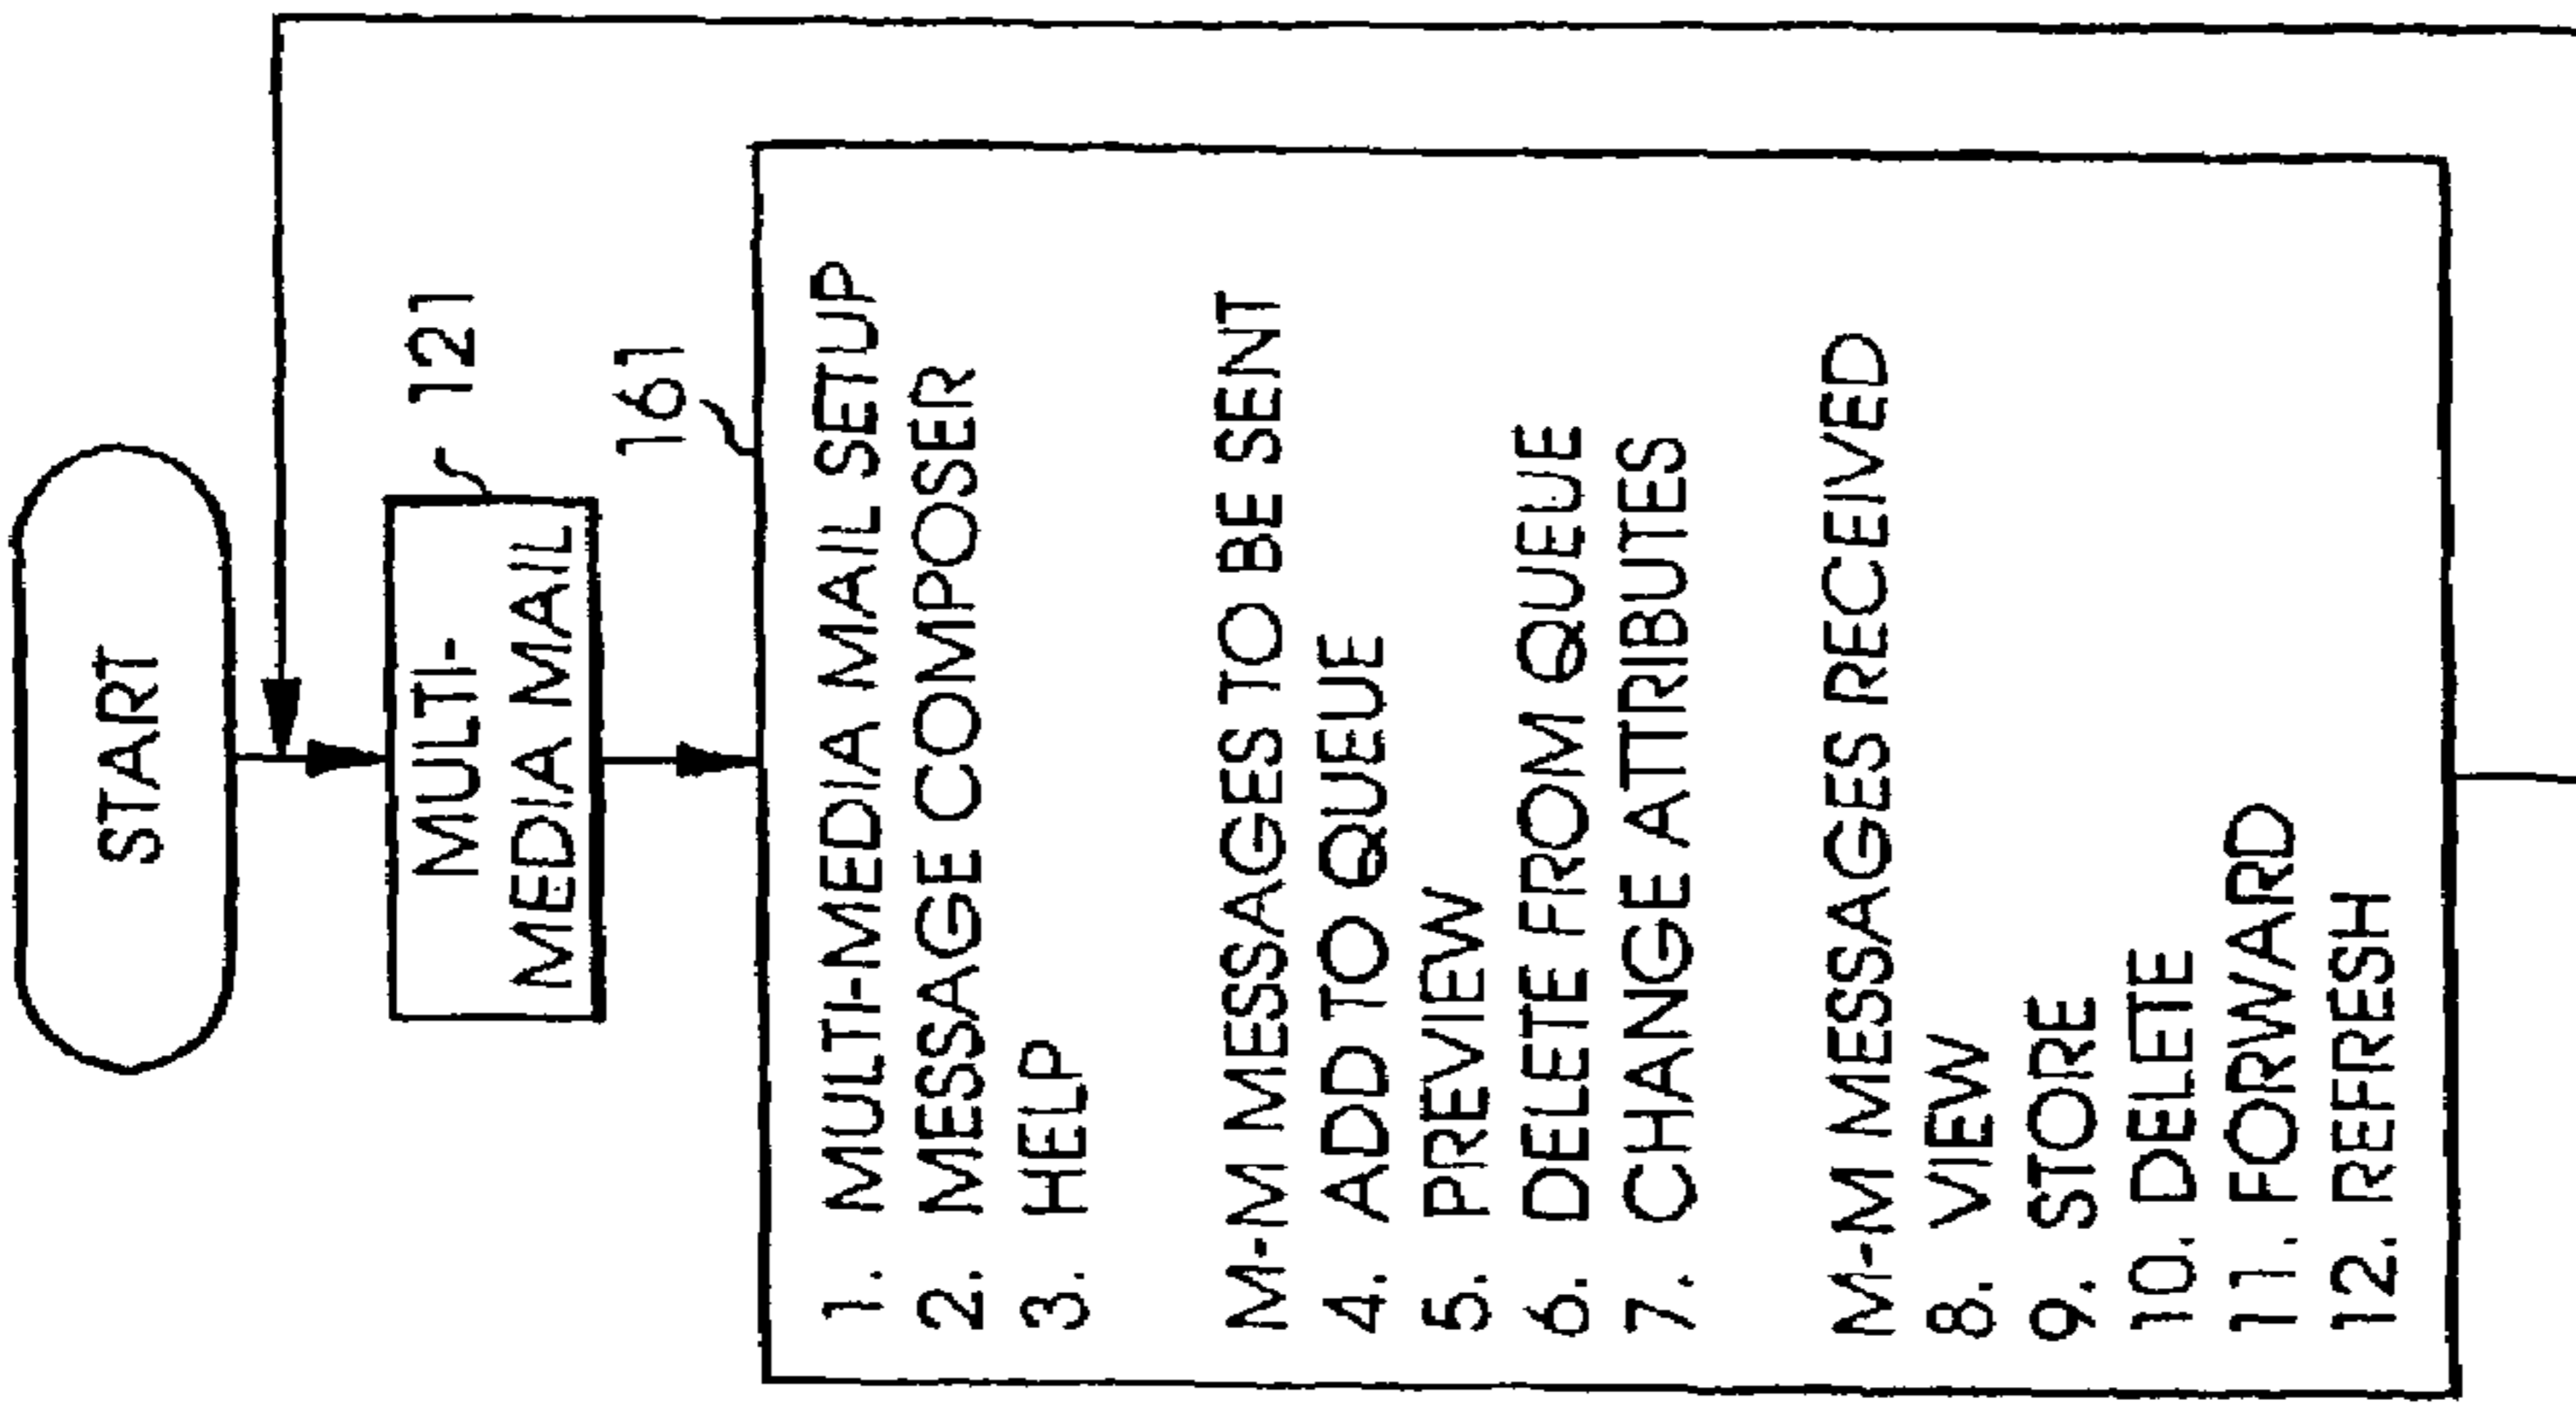 START
MULTI-
MEDIA MAIL
121
161
1. MULTI-MEDIA MAIL SETUP
2. MESSAGE COMPOSER
3. HELP
M-M MESSAGES TO BE SENT
4. ADD TO QUEUE
5. PREVIEW
6. DELETE FROM QUEUE
7. CHANGE ATTRIBUTES
M-M MESSAGES RECEIVED
8. VIEW
9. STORE
10. DELETE
11. FORWARD
12. REFRESH